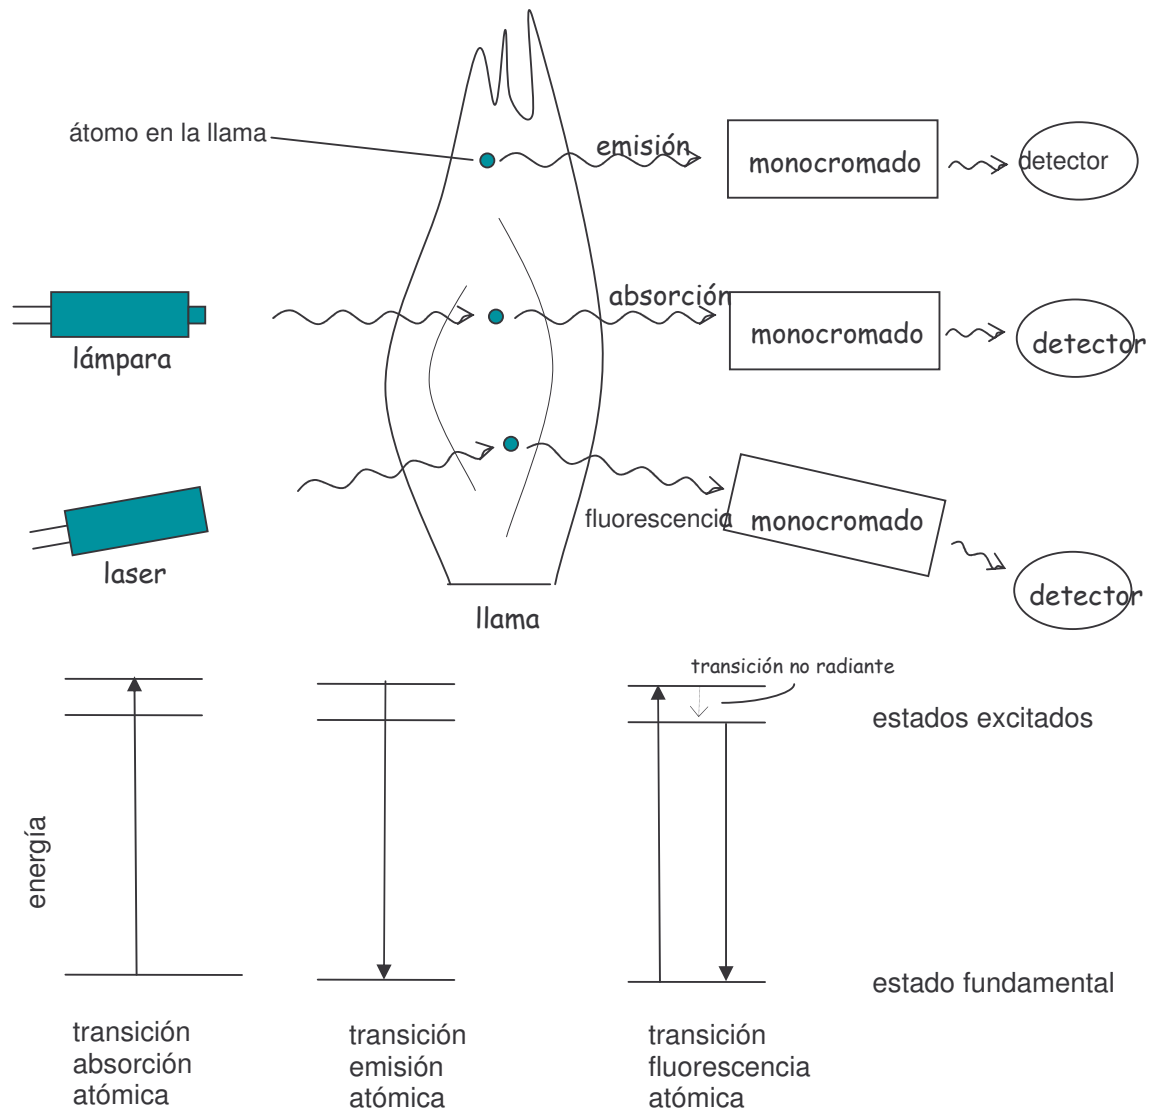 átomo en la llama
emisión
monocromado
detector
absorción
monocromado
detector
lámpara
fluorescencia
monocromado
laser
detector
llama
transición no radiante
estados excitados
energía
estado fundamental
transición
absorción
atómica
transición
emisión
atómica
transición
fluorescencia
atómica